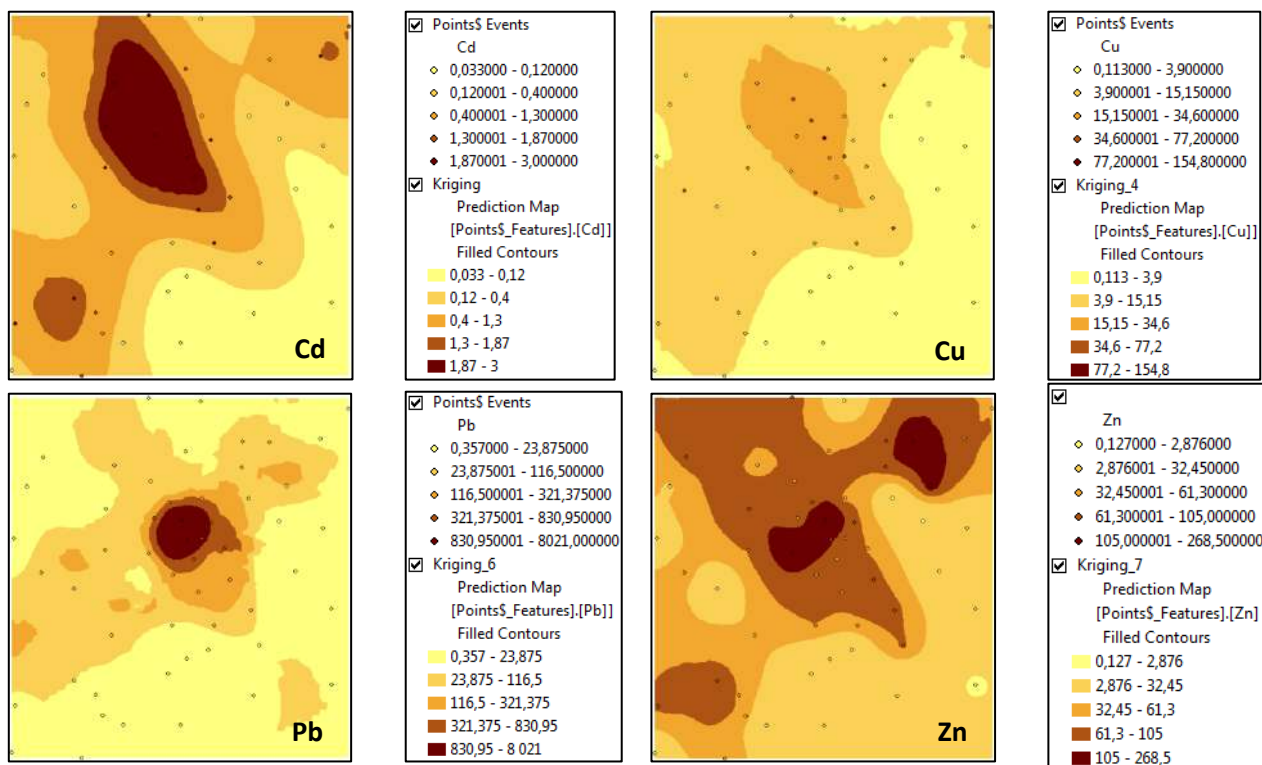 Cd
Points$ Events
Cd
0,033000 - 0,120000
0,120001 - 0,400000
0,400001 - 1,300000
1,300001 - 1,870000
1,870001 - 3,000000
Kriging
Prediction Map
[Points$_Features].[Cd]]
Filled Contours
0,033 - 0,12
0,12 - 0,4
0,4 - 1,3
1,3 - 1,87
1,87 - 3
Cu
Points$ Events
Cu
0,113000 - 3,900000
3,900001 - 15,150000
15,150001 - 34,600000
34,600001 - 77,200000
77,200001 - 154,800000
Kriging_4
Prediction Map
[Points$_Features].[Cu]]
Filled Contours
0,113 - 3,9
3,9 - 15,15
15,15 - 34,6
34,6 - 77,2
77,2 - 154,8
Pb
Points$ Events
Pb
0,357000 - 23,875000
23,875001 - 116,500000
116,500001 - 321,375000
321,375001 - 830,950000
830,950001 - 8021,000000
Kriging_6
Prediction Map
[Points$_Features].[Pb]]
Filled Contours
0,357 - 23,875
23,875 - 116,5
116,5 - 321,375
321,375 - 830,95
830,95 - 8 021
Zn
Zn
0,127000 - 2,876000
2,876001 - 32,450000
32,450001 - 61,300000
61,300001 - 105,000000
105,000001 - 268,500000
Kriging_7
Prediction Map
[Points$_Features].[Zn]
Filled Contours
0,127 - 2,876
2,876 - 32,45
32,45 - 61,3
61,3 - 105
105 - 268,5